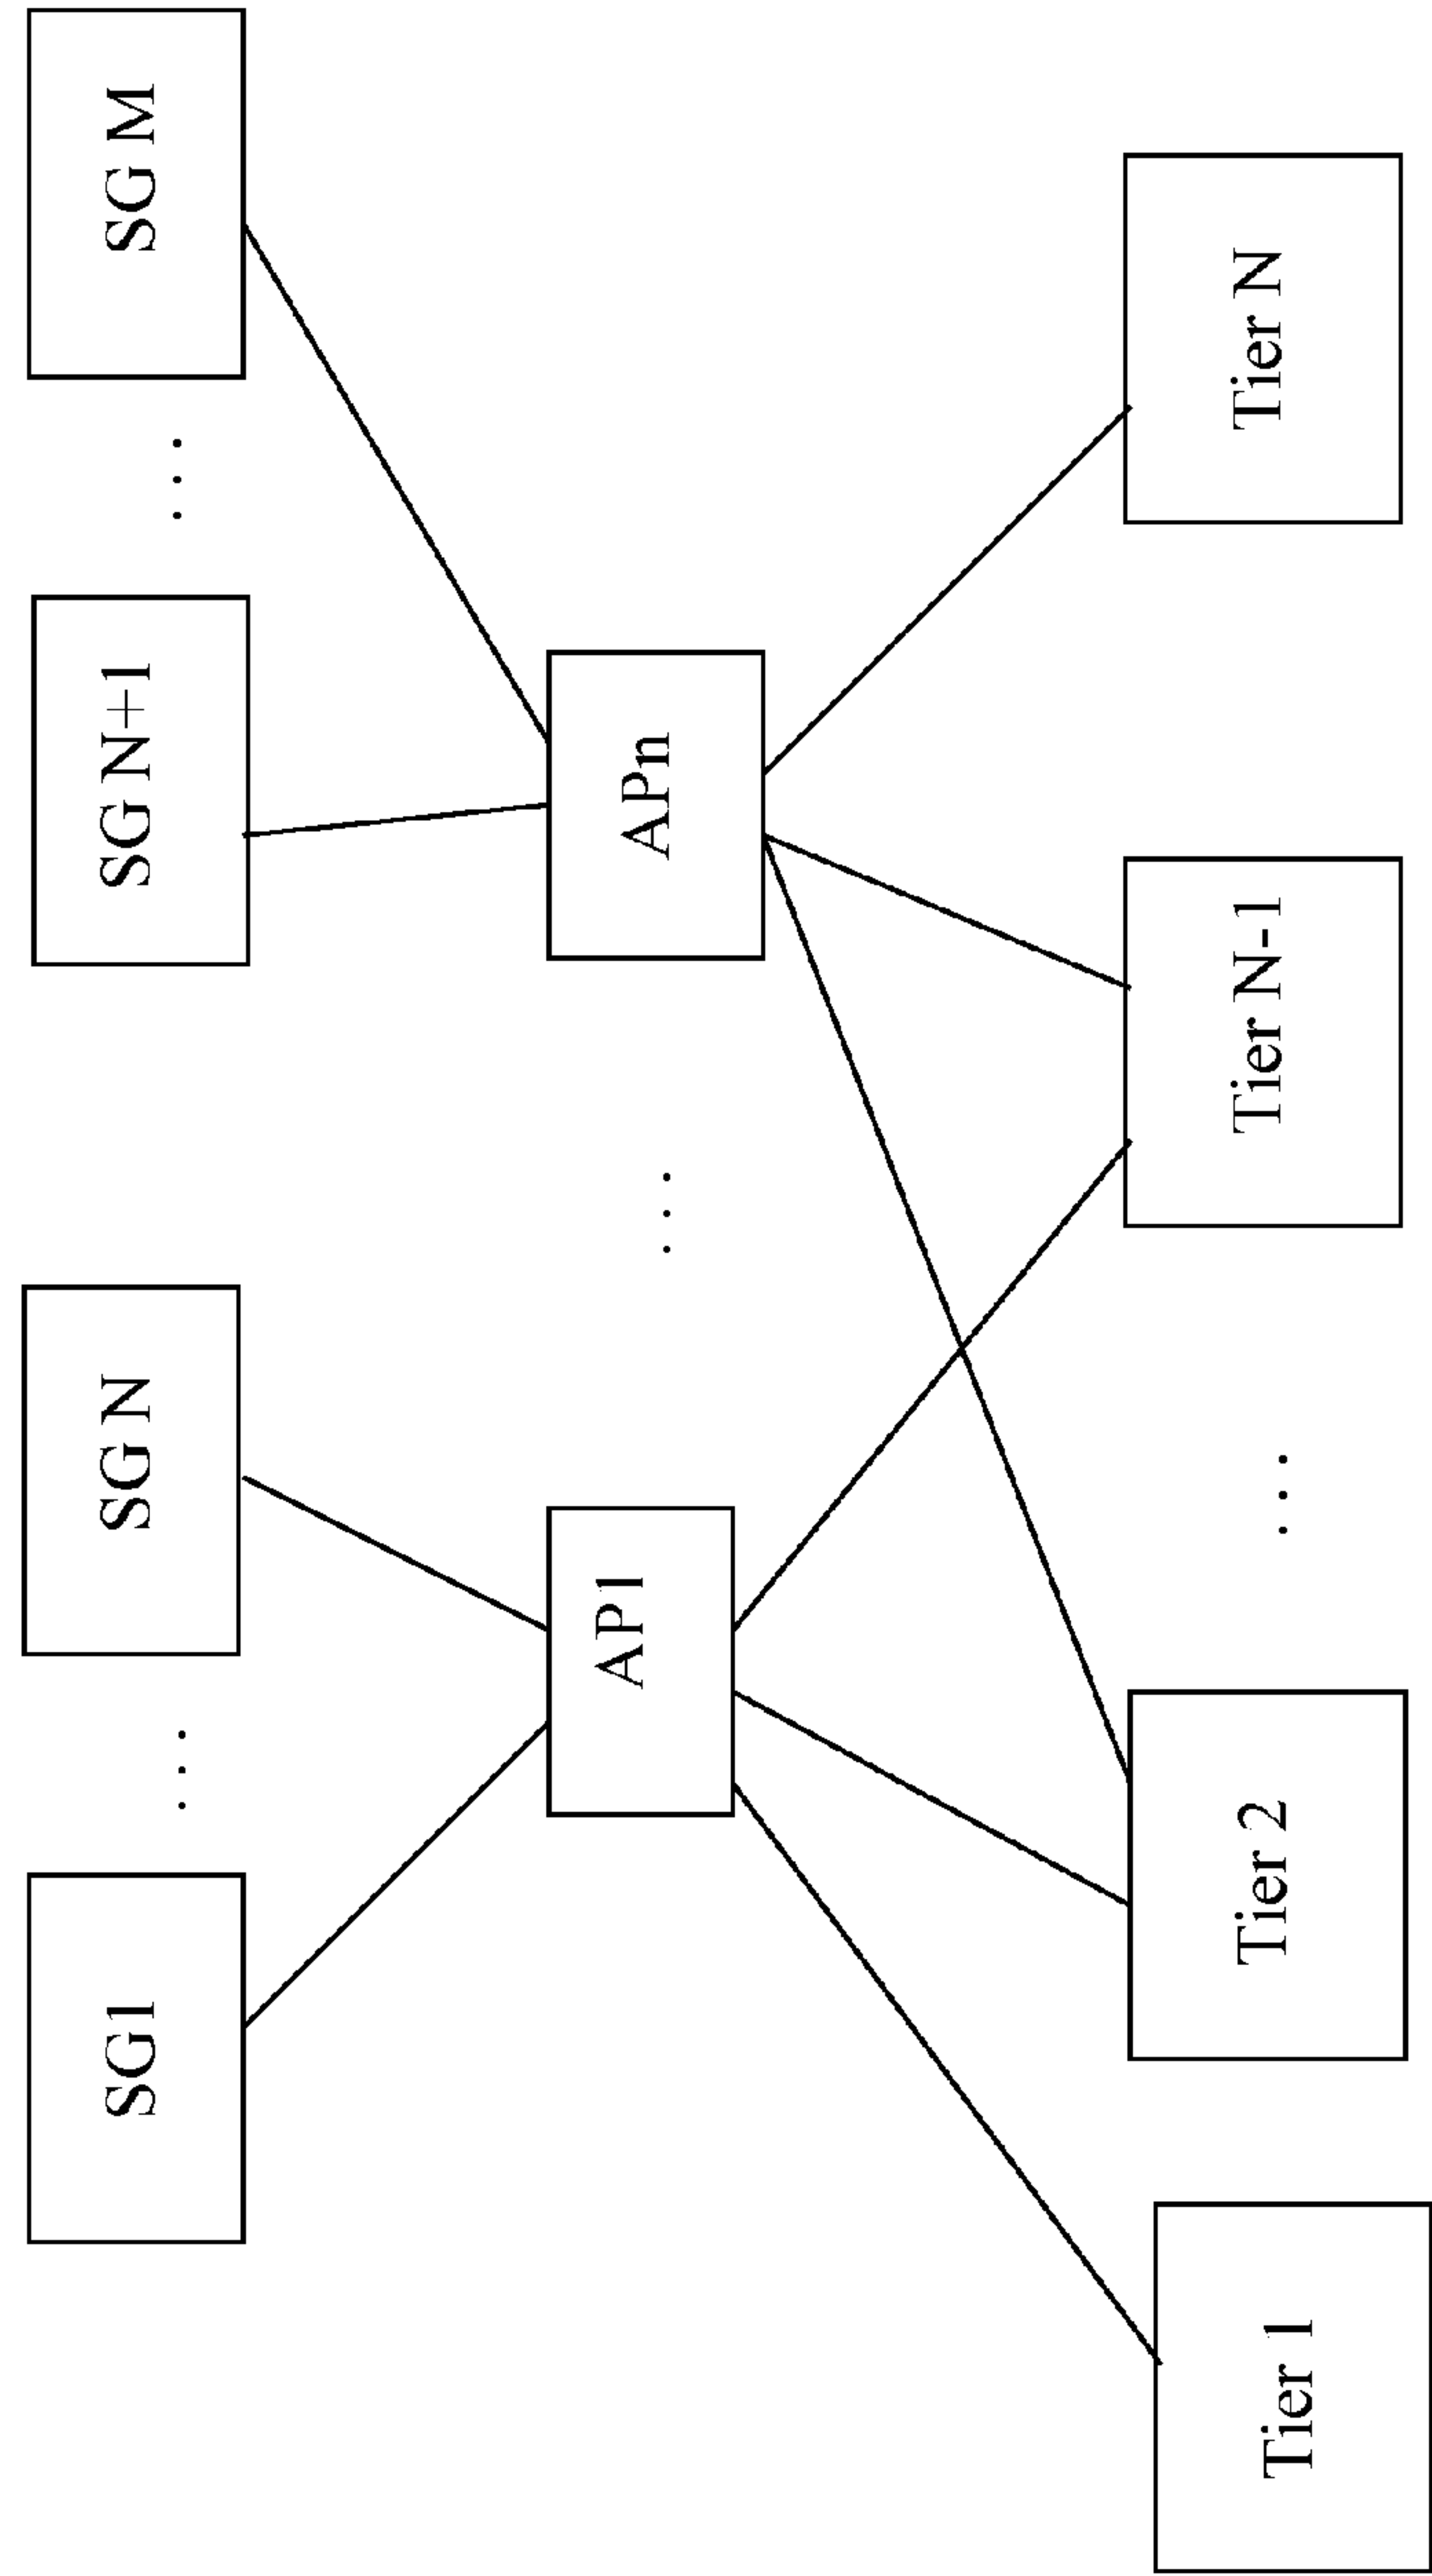 SG1
...
SG N
SG N+1
...
SG M
AP1
...
APn
Tier 1
Tier 2
...
Tier N-1
Tier N